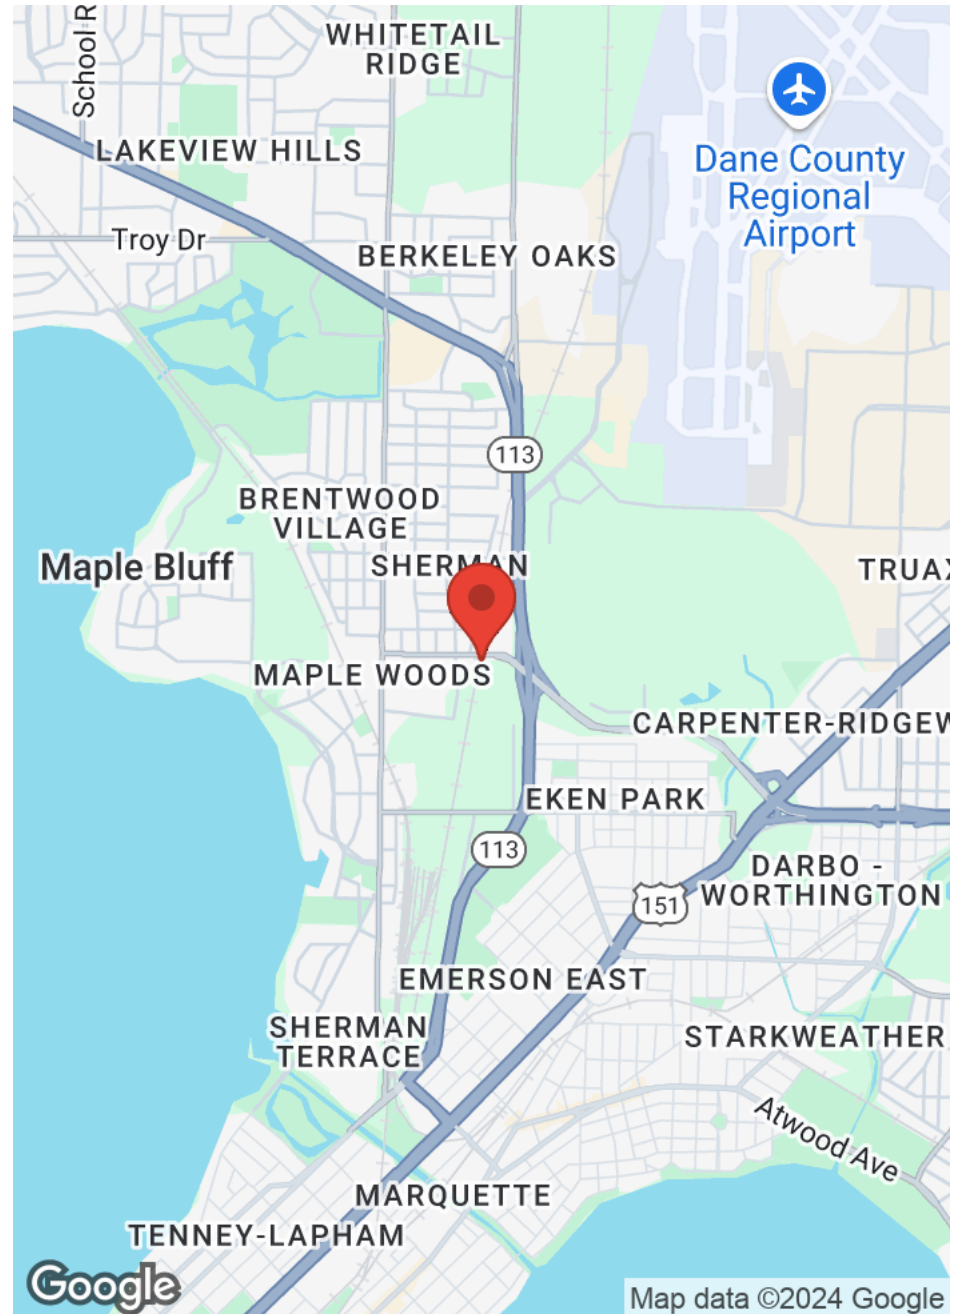 School R
WHITETAIL
RIDGE
LAKEVIEW HILLS
Dane County
Regional
Airport
Troy Dr
BERKELEY OAKS
113
BRENTWOOD
VILLAGE
Maple Bluff
SHERMAN
TRUAX
MAPLE WOODS
CARPENTER-RIDGEW
EKEN PARK
113
DARBO -
WORTHINGTON
151
EMERSON EAST
SHERMAN
TERRACE
STARKWEATHER
Atwood Ave
MARQUETTE
TENNEY-LAPHAM
Google
Map data ©2024 Google